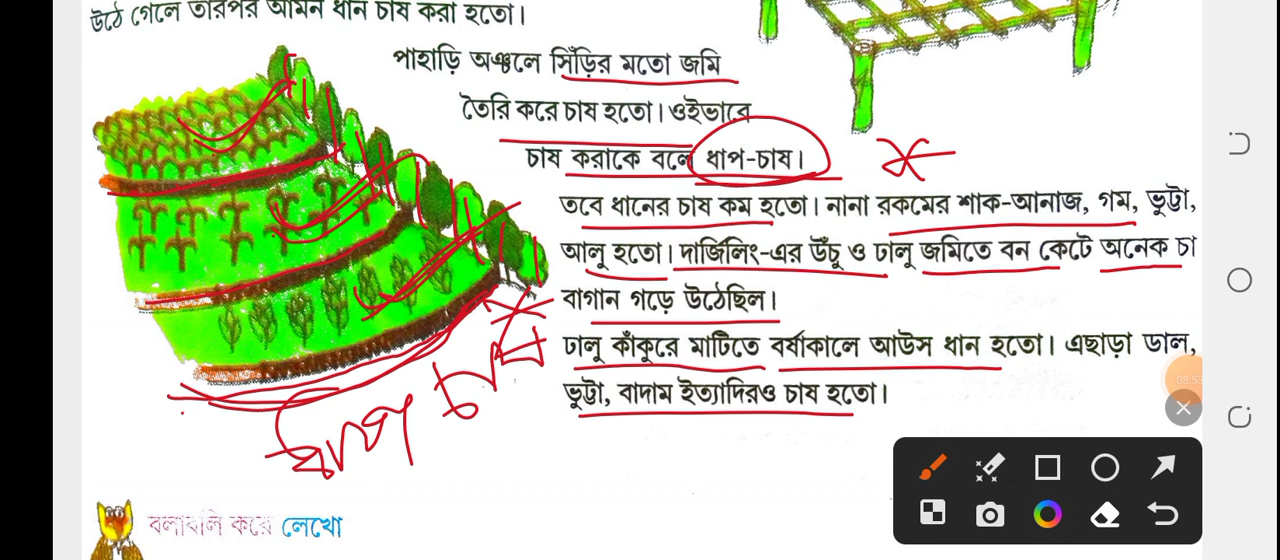 উঠে গেলে তারপর আমন ধান চাষ করা হতো।
পাহাড়ি অঞ্চলে সিঁড়ির মতো জমি
তৈরি করে চাষ হতো। ওইভাবে
চাষ করাকে বলে ধাপ-চাষ।
তবে ধানের চাষ কম হতো। নানা রকমের শাক-আনাজ, গম, ভুট্টা,
আলু হতো। দার্জিলিং-এর উঁচু ও ঢালু জমিতে বন কেটে অনেক চা
বাগান গড়ে উঠেছিল।
ঢালু কাঁকুরে মাটিতে বর্ষাকালে আউস ধান হতো। এছাড়া ডাল,
ভুট্টা, বাদাম ইত্যাদিরও চাষ হতো।
ধাপ চাষ
08:53
বলাবলি করে লেখো